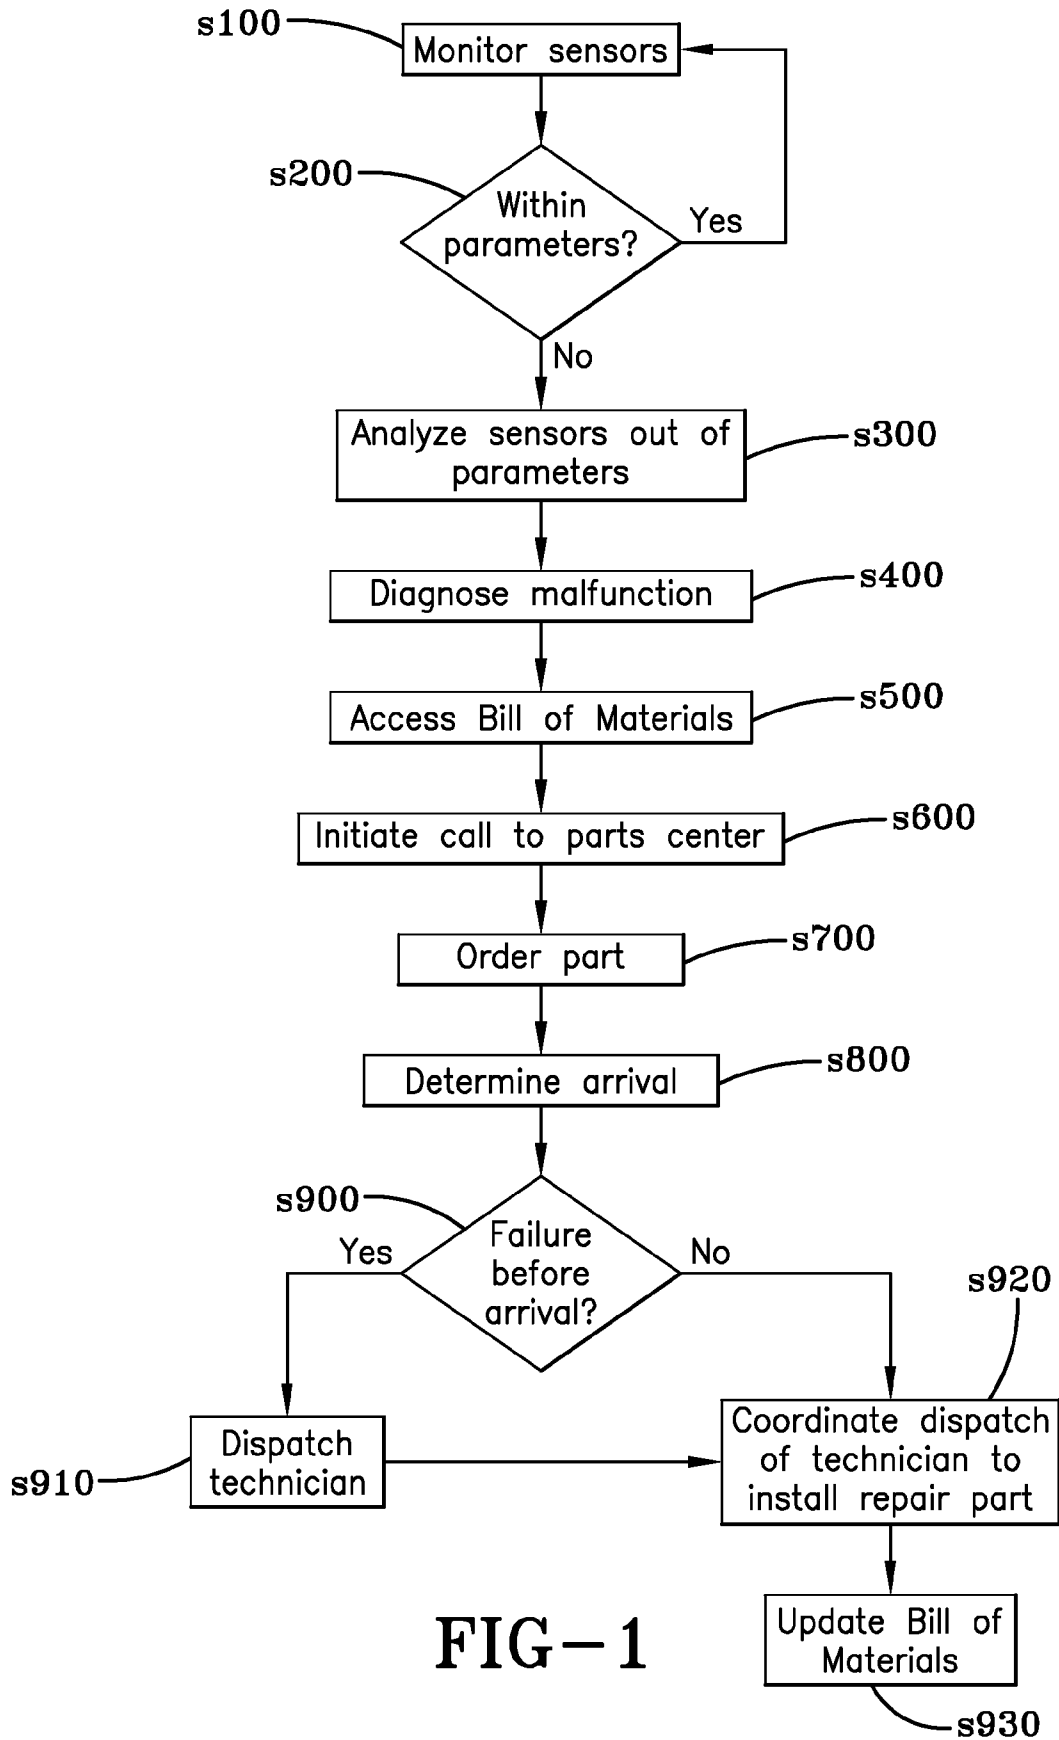 s100
Monitor sensors
s200
Within
parameters?
Yes
No
Analyze sensors out of
parameters
s300
Diagnose malfunction
s400
Access Bill of Materials
s500
Initiate call to parts center
s600
Order part
s700
Determine arrival
s800
s900
Yes
Failure
before
arrival?
No
s920
Dispatch
technician
s910
Coordinate dispatch
of technician to
install repair part
Update Bill of
Materials
s930
FIG-1